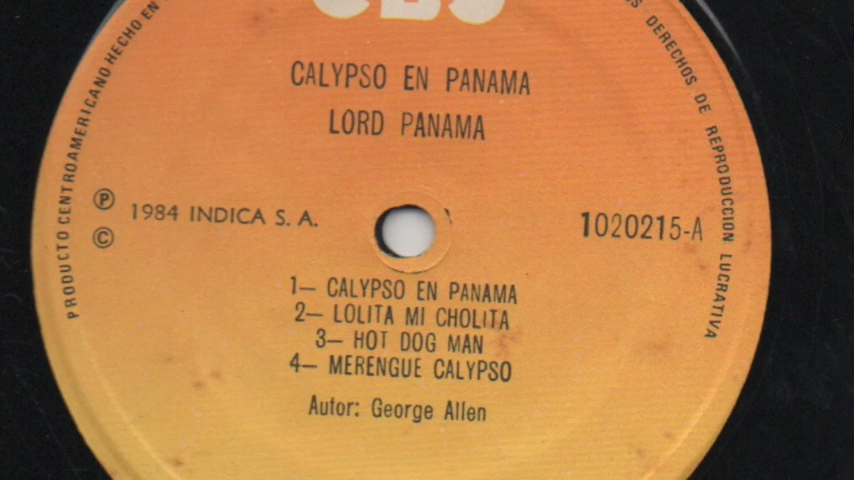 CBS
CALYPSO EN PANAMA
LORD PANAMA
PRODUCTO CENTROAMERICANO HECHO EN
DERECHOS DE REPRODUCCION LUCRATIVA
Ⓟ
© 1984 INDICA S. A.
1020215-A
1— CALYPSO EN PANAMA
2— LOLITA MI CHOLITA
3— HOT DOG MAN
4— MERENGUE CALYPSO
Autor: George Allen